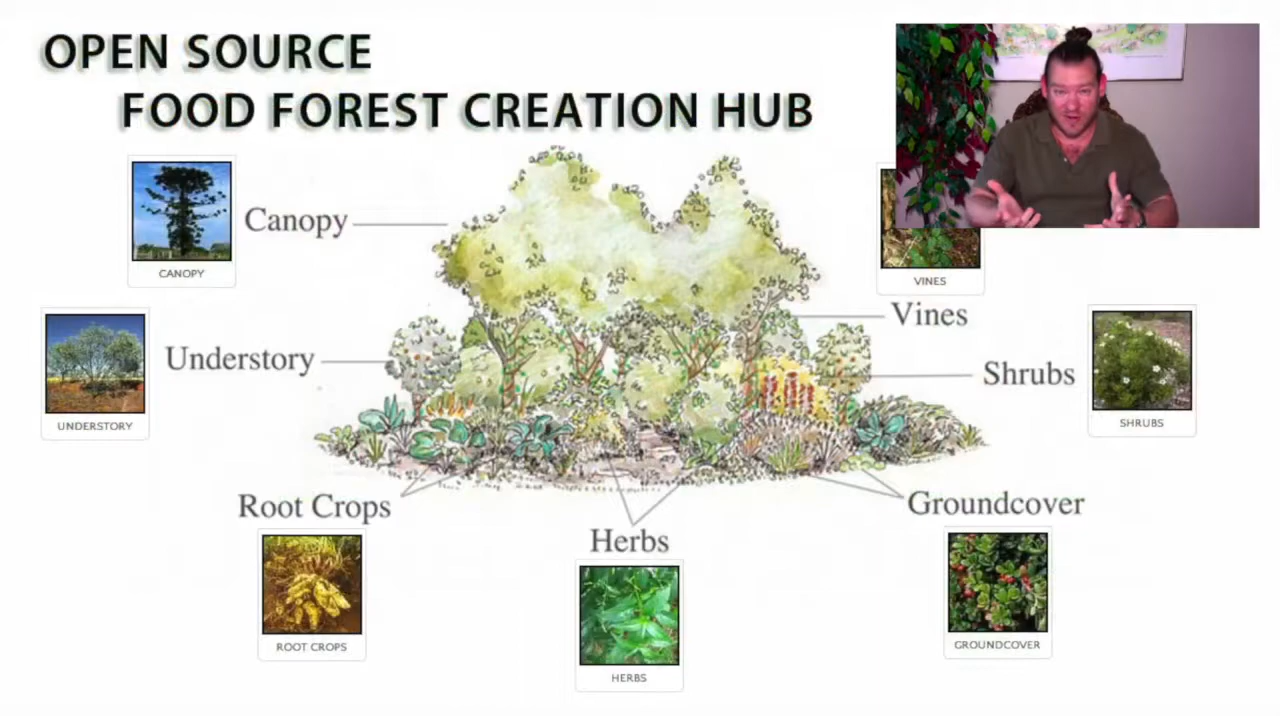 OPEN SOURCE
FOOD FOREST CREATION HUB
CANOPY
Canopy
VINES
Vines
UNDERSTORY
Understory
Shrubs
SHRUBS
Root Crops
ROOT CROPS
Herbs
HERBS
Groundcover
GROUNDCOVER